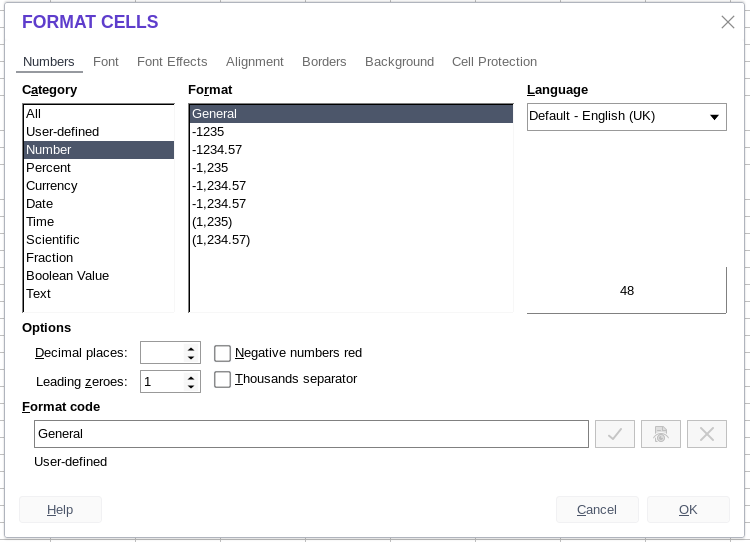 FORMAT CELLS
Numbers Font Font Effects Alignment Borders Background Cell Protection
Category
All
User-defined
Number
Percent
Currency
Date
Time
Scientific
Fraction
Boolean Value
Text
Format
General
-1235
-1234.57
-1,235
-1,234.57
-1,234.57
(1,235)
(1,234.57)
Language
Default - English (UK)
48
Options
Decimal places:
Negative numbers red
Leading zeroes: 1
Thousands separator
Format code
General
User-defined
Help Cancel OK